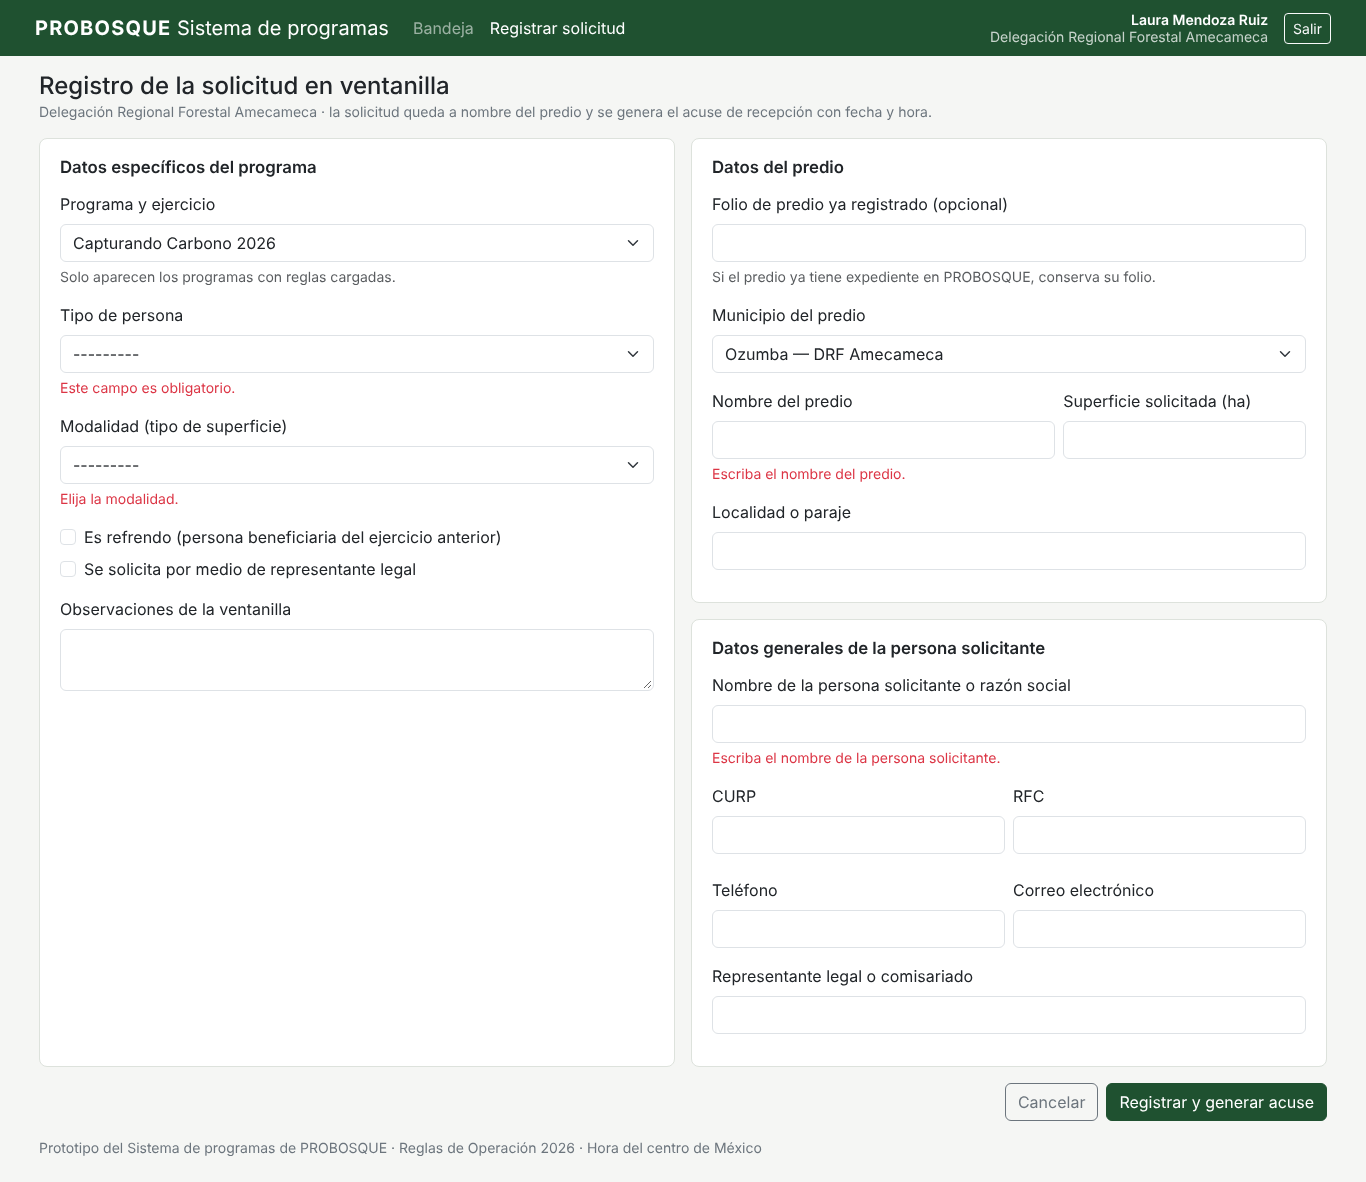 PROBOSQUE Sistema de programas
Bandeja
Registrar solicitud
Laura Mendoza Ruiz
Delegación Regional Forestal Amecameca
Salir
Registro de la solicitud en ventanilla
Delegación Regional Forestal Amecameca · la solicitud queda a nombre del predio y se genera el acuse de recepción con fecha y hora.
Datos específicos del programa
Programa y ejercicio
Capturando Carbono 2026
Solo aparecen los programas con reglas cargadas.
Tipo de persona
---------
Este campo es obligatorio.
Modalidad (tipo de superficie)
---------
Elija la modalidad.
Es refrendo (persona beneficiaria del ejercicio anterior)
Se solicita por medio de representante legal
Observaciones de la ventanilla
Datos del predio
Folio de predio ya registrado (opcional)
Si el predio ya tiene expediente en PROBOSQUE, conserva su folio.
Municipio del predio
Ozumba — DRF Amecameca
Nombre del predio
Superficie solicitada (ha)
Escriba el nombre del predio.
Localidad o paraje
Datos generales de la persona solicitante
Nombre de la persona solicitante o razón social
Escriba el nombre de la persona solicitante.
CURP
RFC
Teléfono
Correo electrónico
Representante legal o comisariado
Cancelar
Registrar y generar acuse
Prototipo del Sistema de programas de PROBOSQUE · Reglas de Operación 2026 · Hora del centro de México